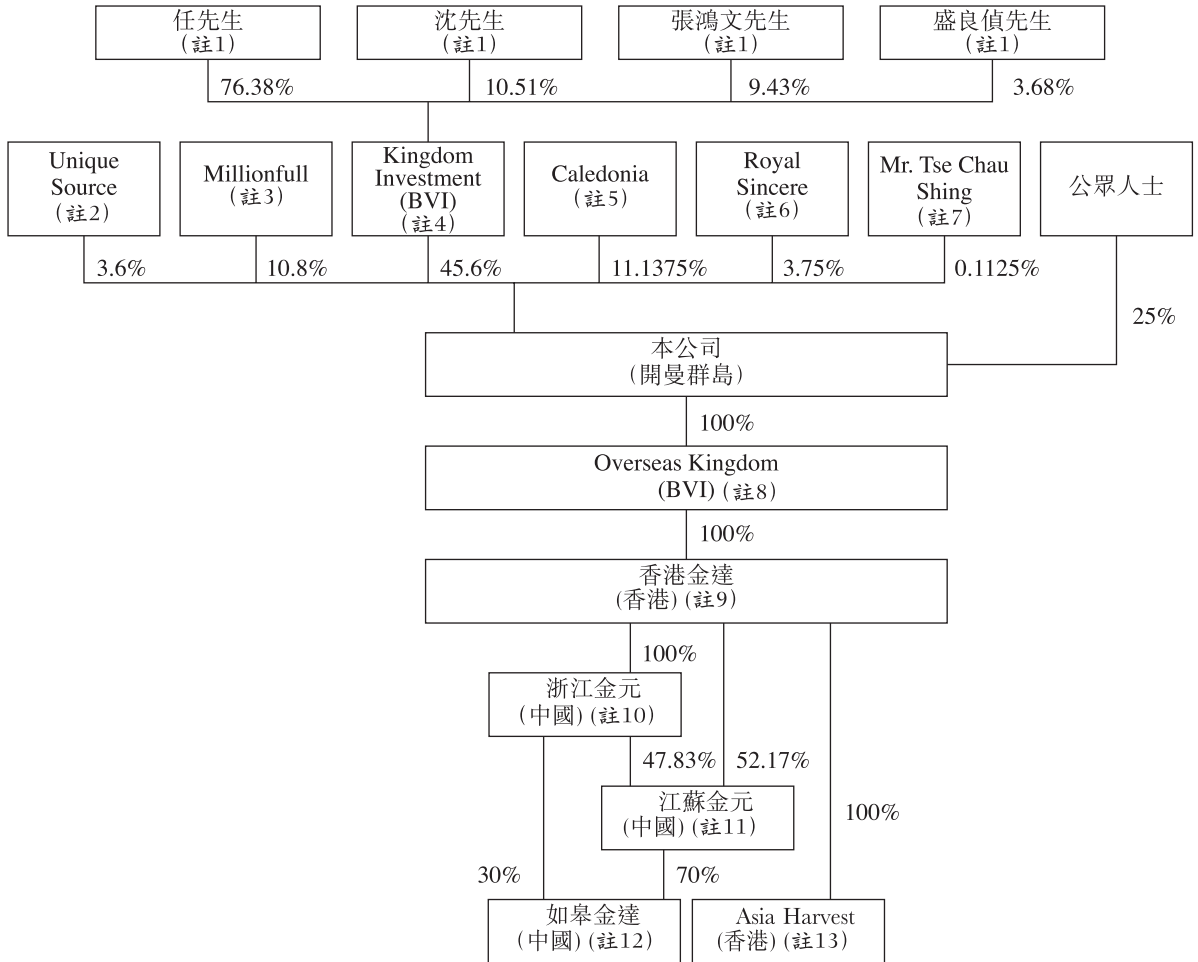 任先生
(註1)
沈先生
(註1)
張鴻文先生
(註1)
盛良偵先生
(註1)
76.38%
10.51%
9.43%
3.68%
Unique
Source
(註2)
Millionfull
(註3)
Kingdom
Investment
(BVI)
(註4)
Caledonia
(註5)
Royal
Sincere
(註6)
Mr. Tse Chau
Shing
(註7)
公眾人士
3.6%
10.8%
45.6%
11.1375%
3.75%
0.1125%
25%
本公司
(開曼群島)
100%
Overseas Kingdom
(BVI) (註8)
100%
香港金達
(香港) (註9)
100%
浙江金元
(中國) (註10)
47.83%
52.17%
江蘇金元
(中國) (註11)
100%
30%
70%
如皋金達
(中國) (註12)
Asia Harvest
(香港) (註13)